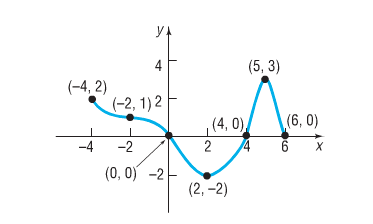 y
4
(5, 3)
(-4, 2)
(-2, 1) 2
(4, 0) (6, 0)
-4 -2 2 4 6 x
(0, 0) -2
(2, -2)